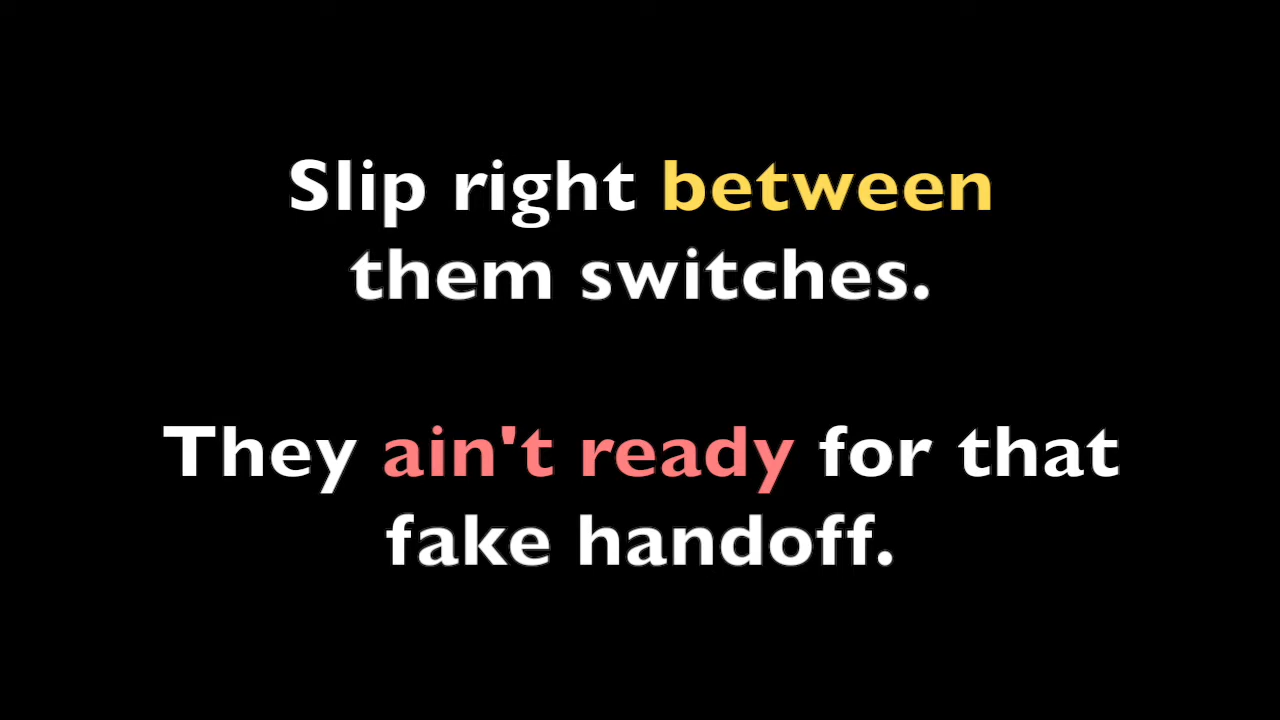 Slip right between
them switches.
They ain't ready for that
fake handoff.